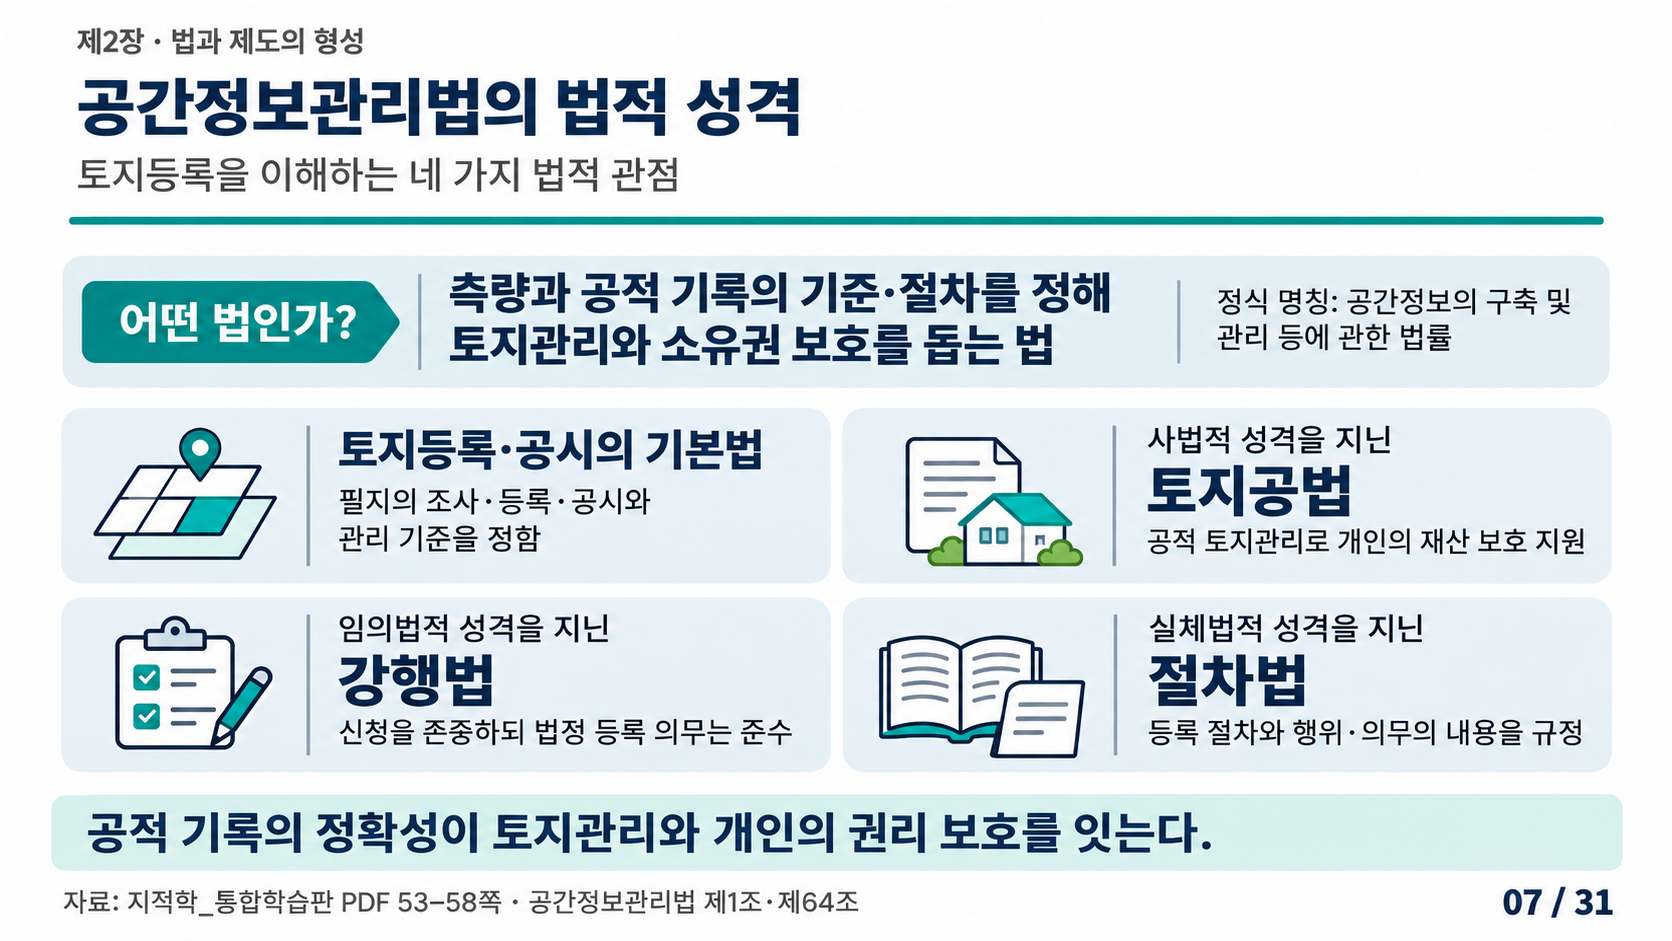 제2장 · 법과 제도의 형성
공간정보관리법의 법적 성격
토지등록을 이해하는 네 가지 법적 관점
어떤 법인가?
측량과 공적 기록의 기준·절차를 정해
토지관리와 소유권 보호를 돕는 법
정식 명칭: 공간정보의 구축 및
관리 등에 관한 법률
토지등록·공시의 기본법
필지의 조사·등록·공시와
관리 기준을 정함
사법적 성격을 지닌
토지공법
공적 토지관리로 개인의 재산 보호 지원
임의법적 성격을 지닌
강행법
신청을 존중하되 법정 등록 의무는 준수
실체법적 성격을 지닌
절차법
등록 절차와 행위·의무의 내용을 규정
공적 기록의 정확성이 토지관리와 개인의 권리 보호를 잇는다.
자료: 지적학_통합학습판 PDF 53–58쪽 · 공간정보관리법 제1조·제64조
07 / 31